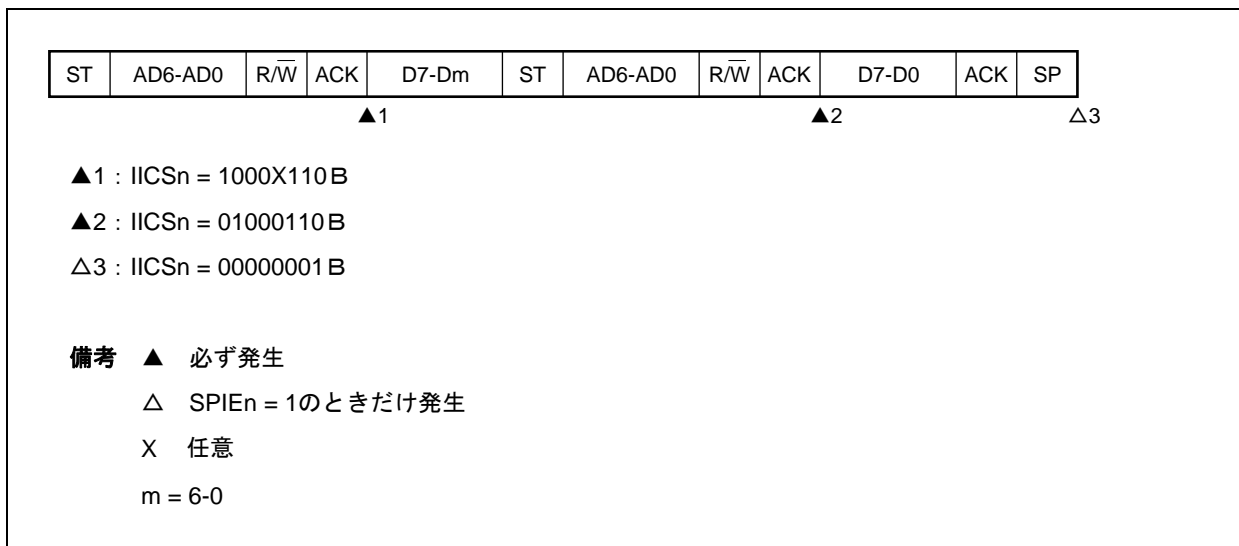 ST AD6-AD0 R/W̅ ACK D7-Dm ST AD6-AD0 R/W̅ ACK D7-D0 ACK SP
▲1 ▲2 △3
▲1：IICSn = 1000X110B
▲2：IICSn = 01000110B
△3：IICSn = 00000001B
備考 ▲ 必ず発生
△ SPIEn = 1のときだけ発生
X 任意
m = 6-0